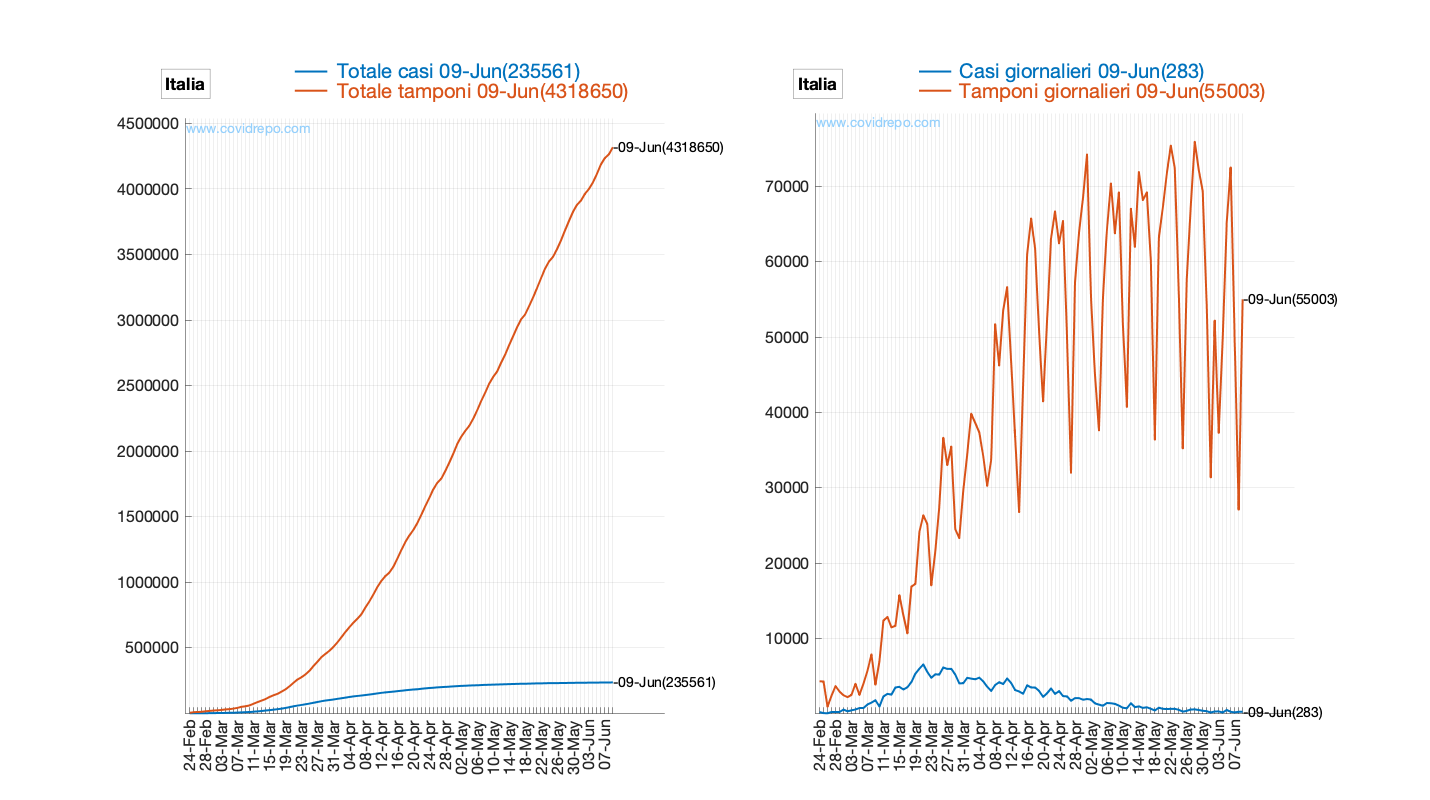 Italia
Totale casi 09-Jun(235561)
Totale tamponi 09-Jun(4318650)
www.covidrepo.com
4500000
4000000
3500000
3000000
2500000
2000000
1500000
1000000
500000
09-Jun(4318650)
09-Jun(235561)
24-Feb
28-Feb
03-Mar
07-Mar
11-Mar
15-Mar
19-Mar
23-Mar
27-Mar
31-Mar
04-Apr
08-Apr
12-Apr
16-Apr
20-Apr
24-Apr
28-Apr
02-May
06-May
10-May
14-May
18-May
22-May
26-May
30-May
03-Jun
07-Jun
Italia
Casi giornalieri 09-Jun(283)
Tamponi giornalieri 09-Jun(55003)
www.covidrepo.com
70000
60000
50000
40000
30000
20000
10000
09-Jun(55003)
09-Jun(283)
24-Feb
28-Feb
03-Mar
07-Mar
11-Mar
15-Mar
19-Mar
23-Mar
27-Mar
31-Mar
04-Apr
08-Apr
12-Apr
16-Apr
20-Apr
24-Apr
28-Apr
02-May
06-May
10-May
14-May
18-May
22-May
26-May
30-May
03-Jun
07-Jun